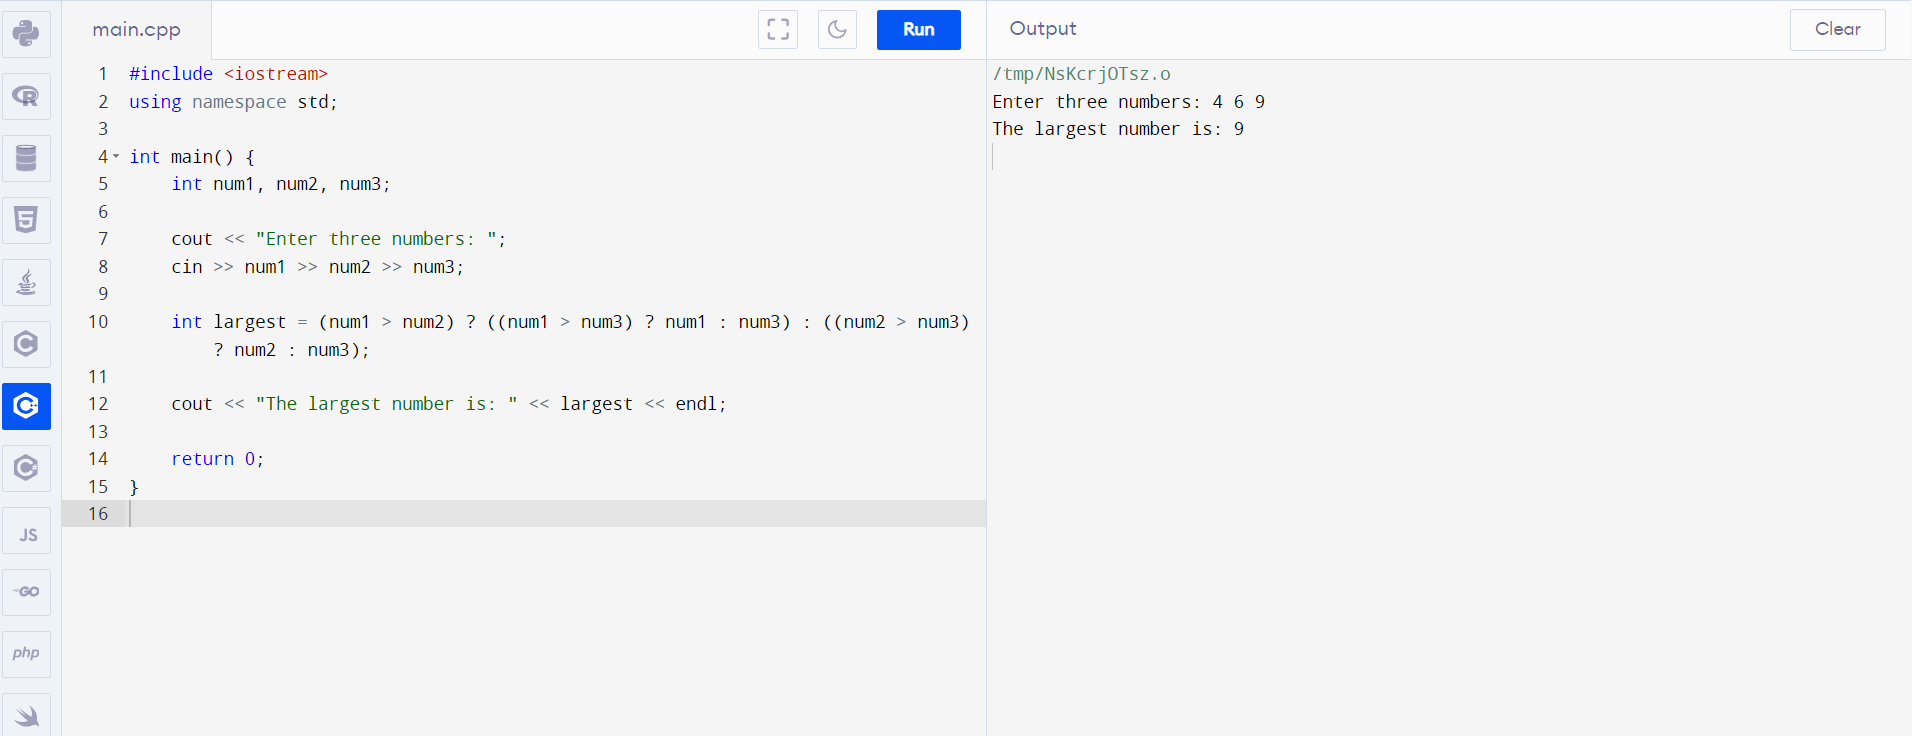 main.cpp
Run
Output
Clear
1 #include <iostream>
2 using namespace std;
3
4 int main() {
5     int num1, num2, num3;
6
7     cout << "Enter three numbers: ";
8     cin >> num1 >> num2 >> num3;
9
10     int largest = (num1 > num2) ? ((num1 > num3) ? num1 : num3) : ((num2 > num3)
        ? num2 : num3);
11
12     cout << "The largest number is: " << largest << endl;
13
14     return 0;
15 }
16
/tmp/NsKcrjOTsz.o
Enter three numbers: 4 6 9
The largest number is: 9
R
5
C
C++
C#
JS
GO
php